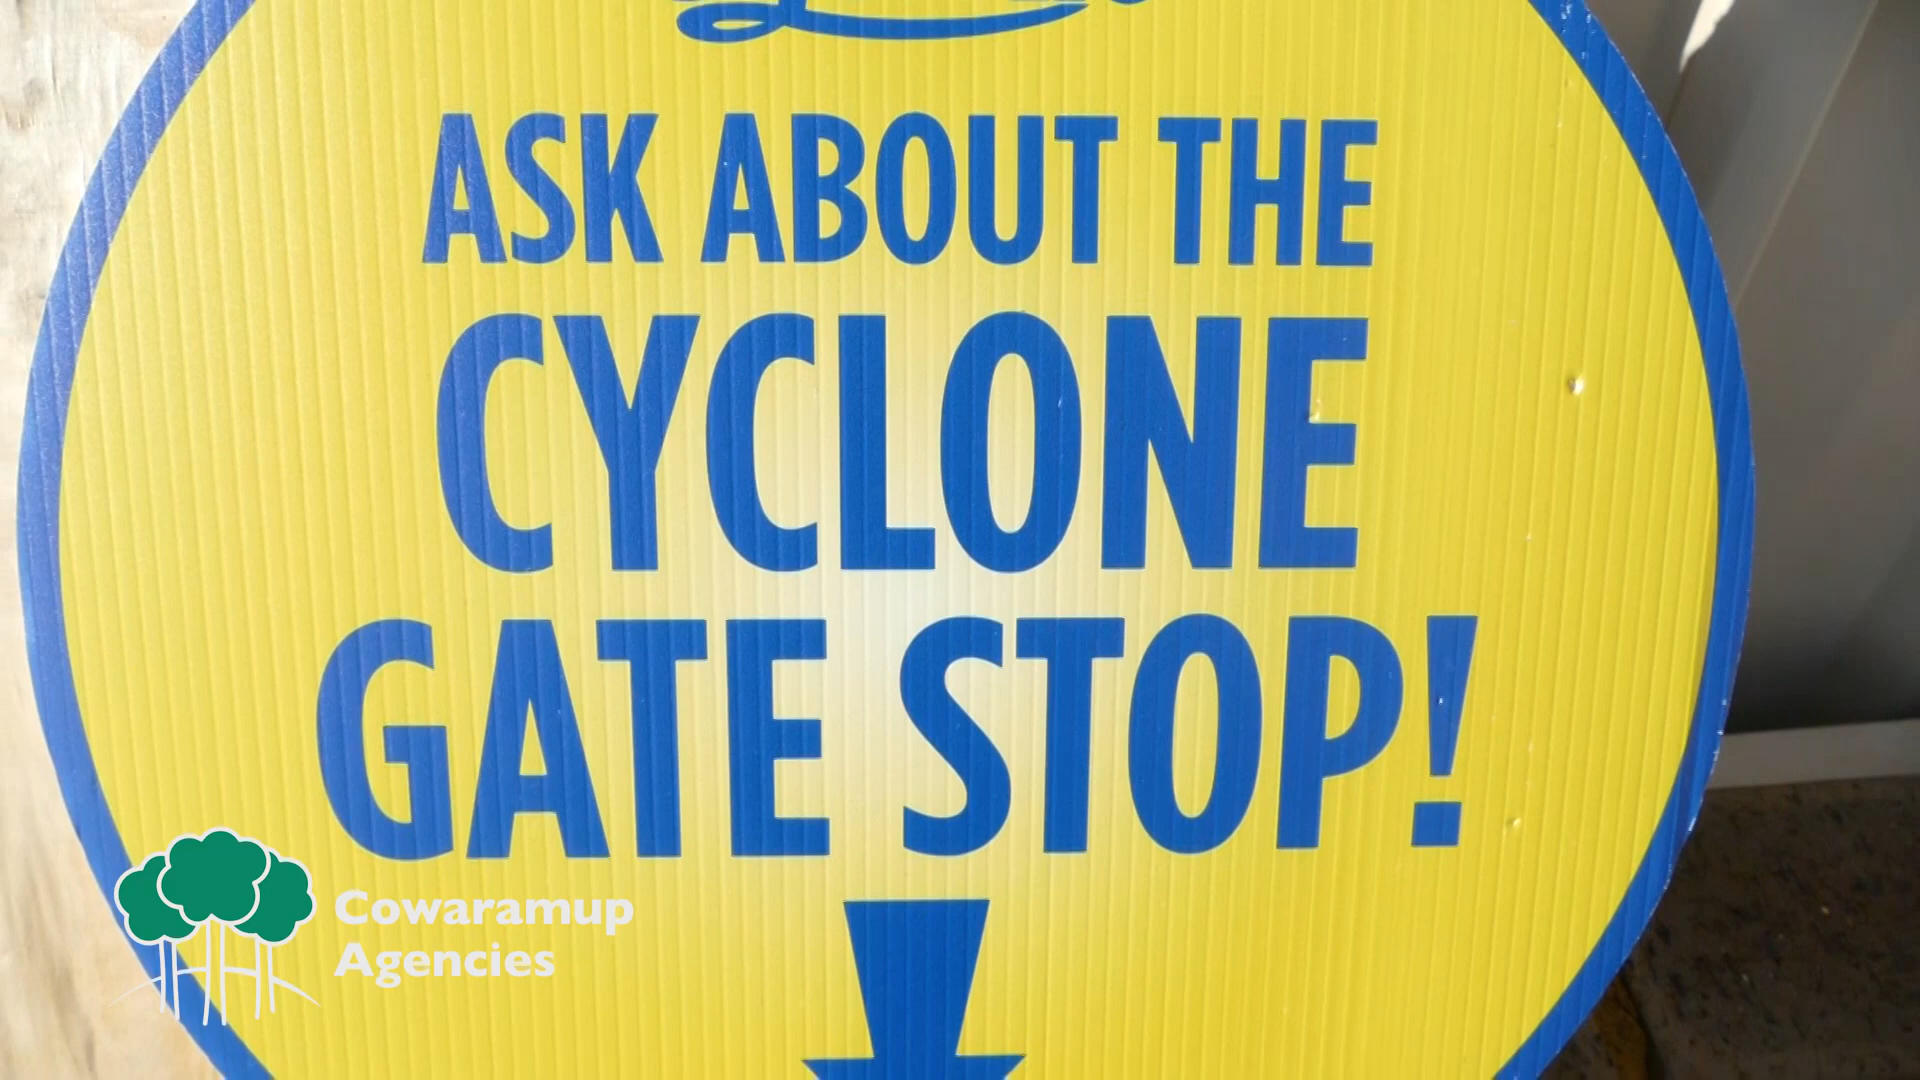 ASK ABOUT THE
CYCLONE
GATE STOP!
Cowaramup
Agencies